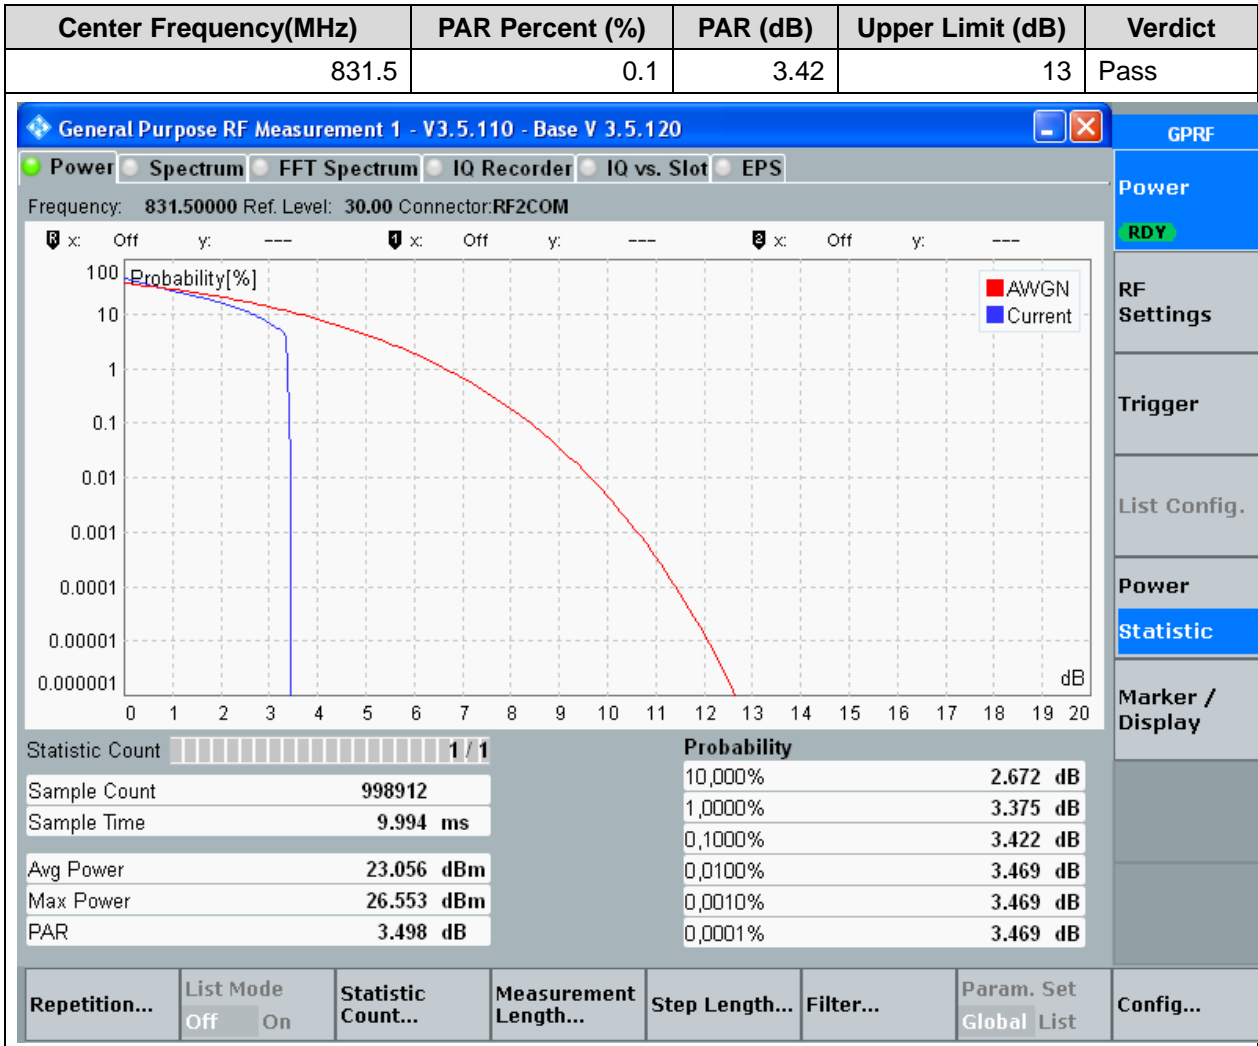 Center Frequency(MHz) PAR Percent (%) PAR (dB) Upper Limit (dB) Verdict
831.5 0.1 3.42 13 Pass
General Purpose RF Measurement 1 - V3.5.110 - Base V 3.5.120
GPRF
Power Spectrum FFT Spectrum IQ Recorder IQ vs. Slot EPS
Power
RDY
Frequency: 831.50000 Ref. Level: 30.00 Connector:RF2COM
R x: Off y: --- 1 x: Off y: --- 2 x: Off y: ---
Probability[%]
AWGN
Current
100
10
1
0.1
0.01
0.001
0.0001
0.00001
0.000001
dB
0 1 2 3 4 5 6 7 8 9 10 11 12 13 14 15 16 17 18 19 20
RF
Settings
Trigger
List Config.
Power
Statistic
Marker /
Display
Statistic Count 1 / 1
Sample Count 998912
Sample Time 9.994 ms
Avg Power 23.056 dBm
Max Power 26.553 dBm
PAR 3.498 dB
Probability
10,000% 2.672 dB
1,0000% 3.375 dB
0,1000% 3.422 dB
0,0100% 3.469 dB
0,0010% 3.469 dB
0,0001% 3.469 dB
Repetition...
List Mode
Off On
Statistic
Count...
Measurement
Length...
Step Length...
Filter...
Param. Set
Global List
Config...